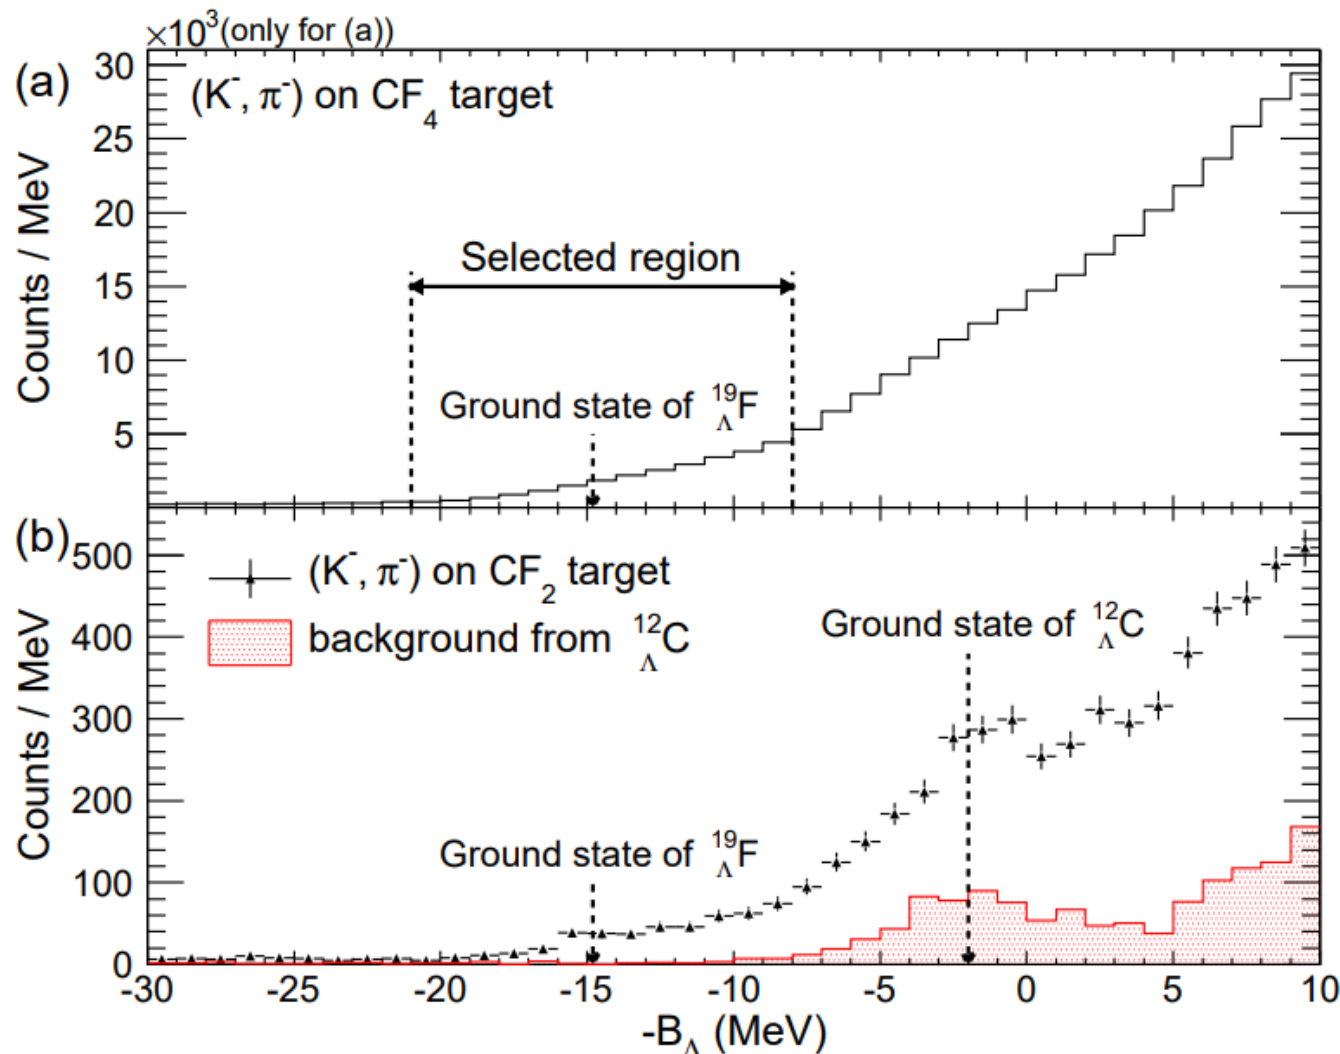 ×10³(only for (a))
(a)
(K⁻, π⁻) on CF₄ target
Counts / MeV
30
25
20
15
10
5
Selected region
Ground state of ¹⁹ΛF
(b)
(K⁻, π⁻) on CF₂ target
background from ¹²ΛC
Ground state of ¹²ΛC
Ground state of ¹⁹ΛF
Counts / MeV
500
400
300
200
100
0
-30 -25 -20 -15 -10 -5 0 5 10
-BΛ (MeV)